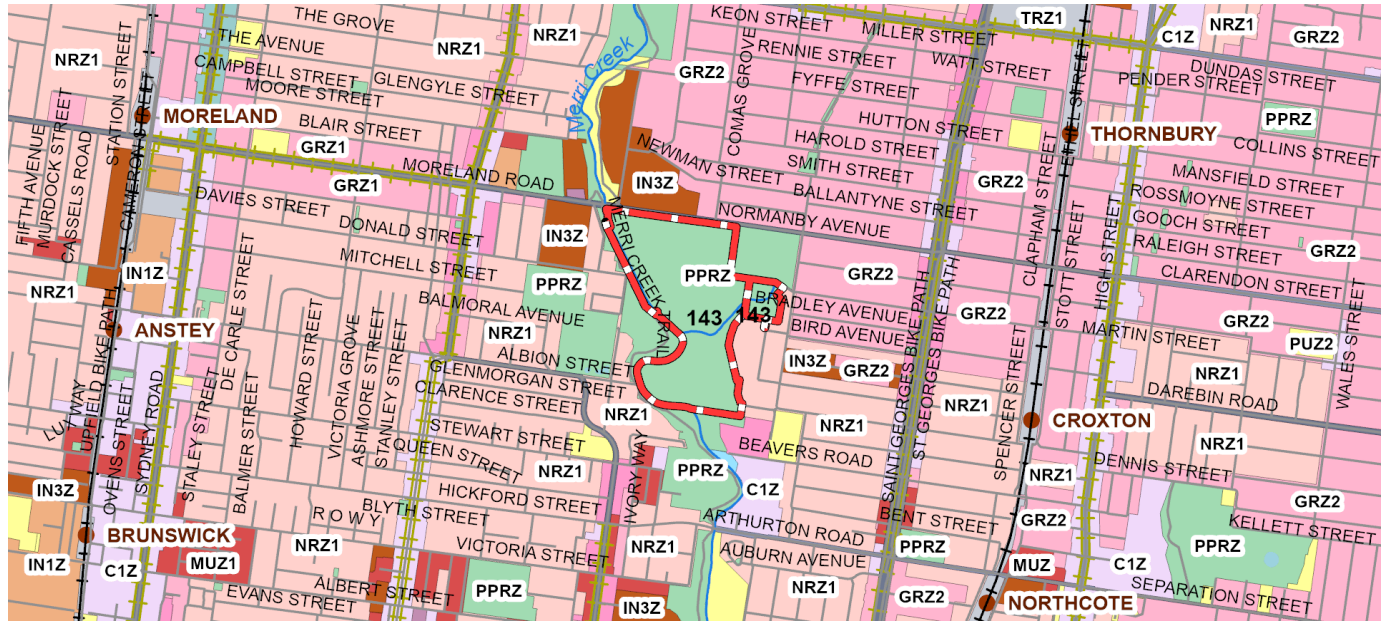 THE GROVE
THE AVENUE
NRZ1
NRZ1
NRZ1
CAMPBELL STREET
GLENGYLE STREET
MOORE STREET
BLAIR STREET
STATION STREET
CAMERON STREET
MORELAND
GRZ1
GRZ1
MORELAND ROAD
Merri Creek
KEON STREET
MILLER STREET
RENNIE STREET
WATT STREET
FYFFE STREET
GRZ2
COMAS GROVE
HUTTON STREET
HAROLD STREET
SMITH STREET
NEWMAN STREET
BALLANTYNE STREET
NORMANBY AVENUE
IN3Z
TRZ1
C1Z
NRZ1
GRZ2
DUNDAS STREET
PENDER STREET
PPRZ
THORNBURY
COLLINS STREET
MANSFIELD STREET
ROSSMOYNE STREET
GOOCH STREET
RALEIGH STREET
CLARENDON STREET
GRZ2
GRZ2
FIFTH AVENUE
MURDOCK STREET
CASSELS ROAD
DAVIES STREET
DONALD STREET
MITCHELL STREET
BALMORAL AVENUE
IN3Z
PPRZ
NRZ1
IN1Z
NRZ1
ANSTEY
MERRI CREEK TRAIL
PPRZ
143
143
BRADLEY AVENUE
BIRD AVENUE
GRZ2
GRZ2
IN3Z
GRZ2
CLAPHAM STREET
STOTT STREET
HIGH STREET
MARTIN STREET
GRZ2
PUZ2
WALES STREET
NRZ1
DAREBIN ROAD
CROXTON
NRZ1
DENNIS STREET
SPENCER STREET
SAINT GEORGES BIKE PATH
ST GEORGES BIKE PATH
NRZ1
NRZ1
NRZ1
BEAVERS ROAD
ALBION STREET
GLENMORGAN STREET
CLARENCE STREET
STEWART STREET
QUEEN STREET
NRZ1
NRZ1
HICKFORD STREET
BLYTH STREET
VICTORIA STREET
ROWY
ALBERT STREET
EVANS STREET
LUX WAY
UPFIELD BIKE PATH
OVENS STREET
SYDNEY ROAD
STALEY STREET
DE CARLE STREET
BALMER STREET
HOWARD STREET
VICTORIA GROVE
ASHMORE STREET
STANLEY STREET
IN3Z
BRUNSWICK
IN1Z
C1Z
MUZ1
NRZ1
PPRZ
IVORY WAY
PPRZ
C1Z
NRZ1
IN3Z
ARTHURTON ROAD
AUBURN AVENUE
NRZ1
BENT STREET
PPRZ
GRZ2
GRZ2
MUZ
C1Z
NORTHCOTE
SEPARATION STREET
PPRZ
GRZ2
KELLETT STREET